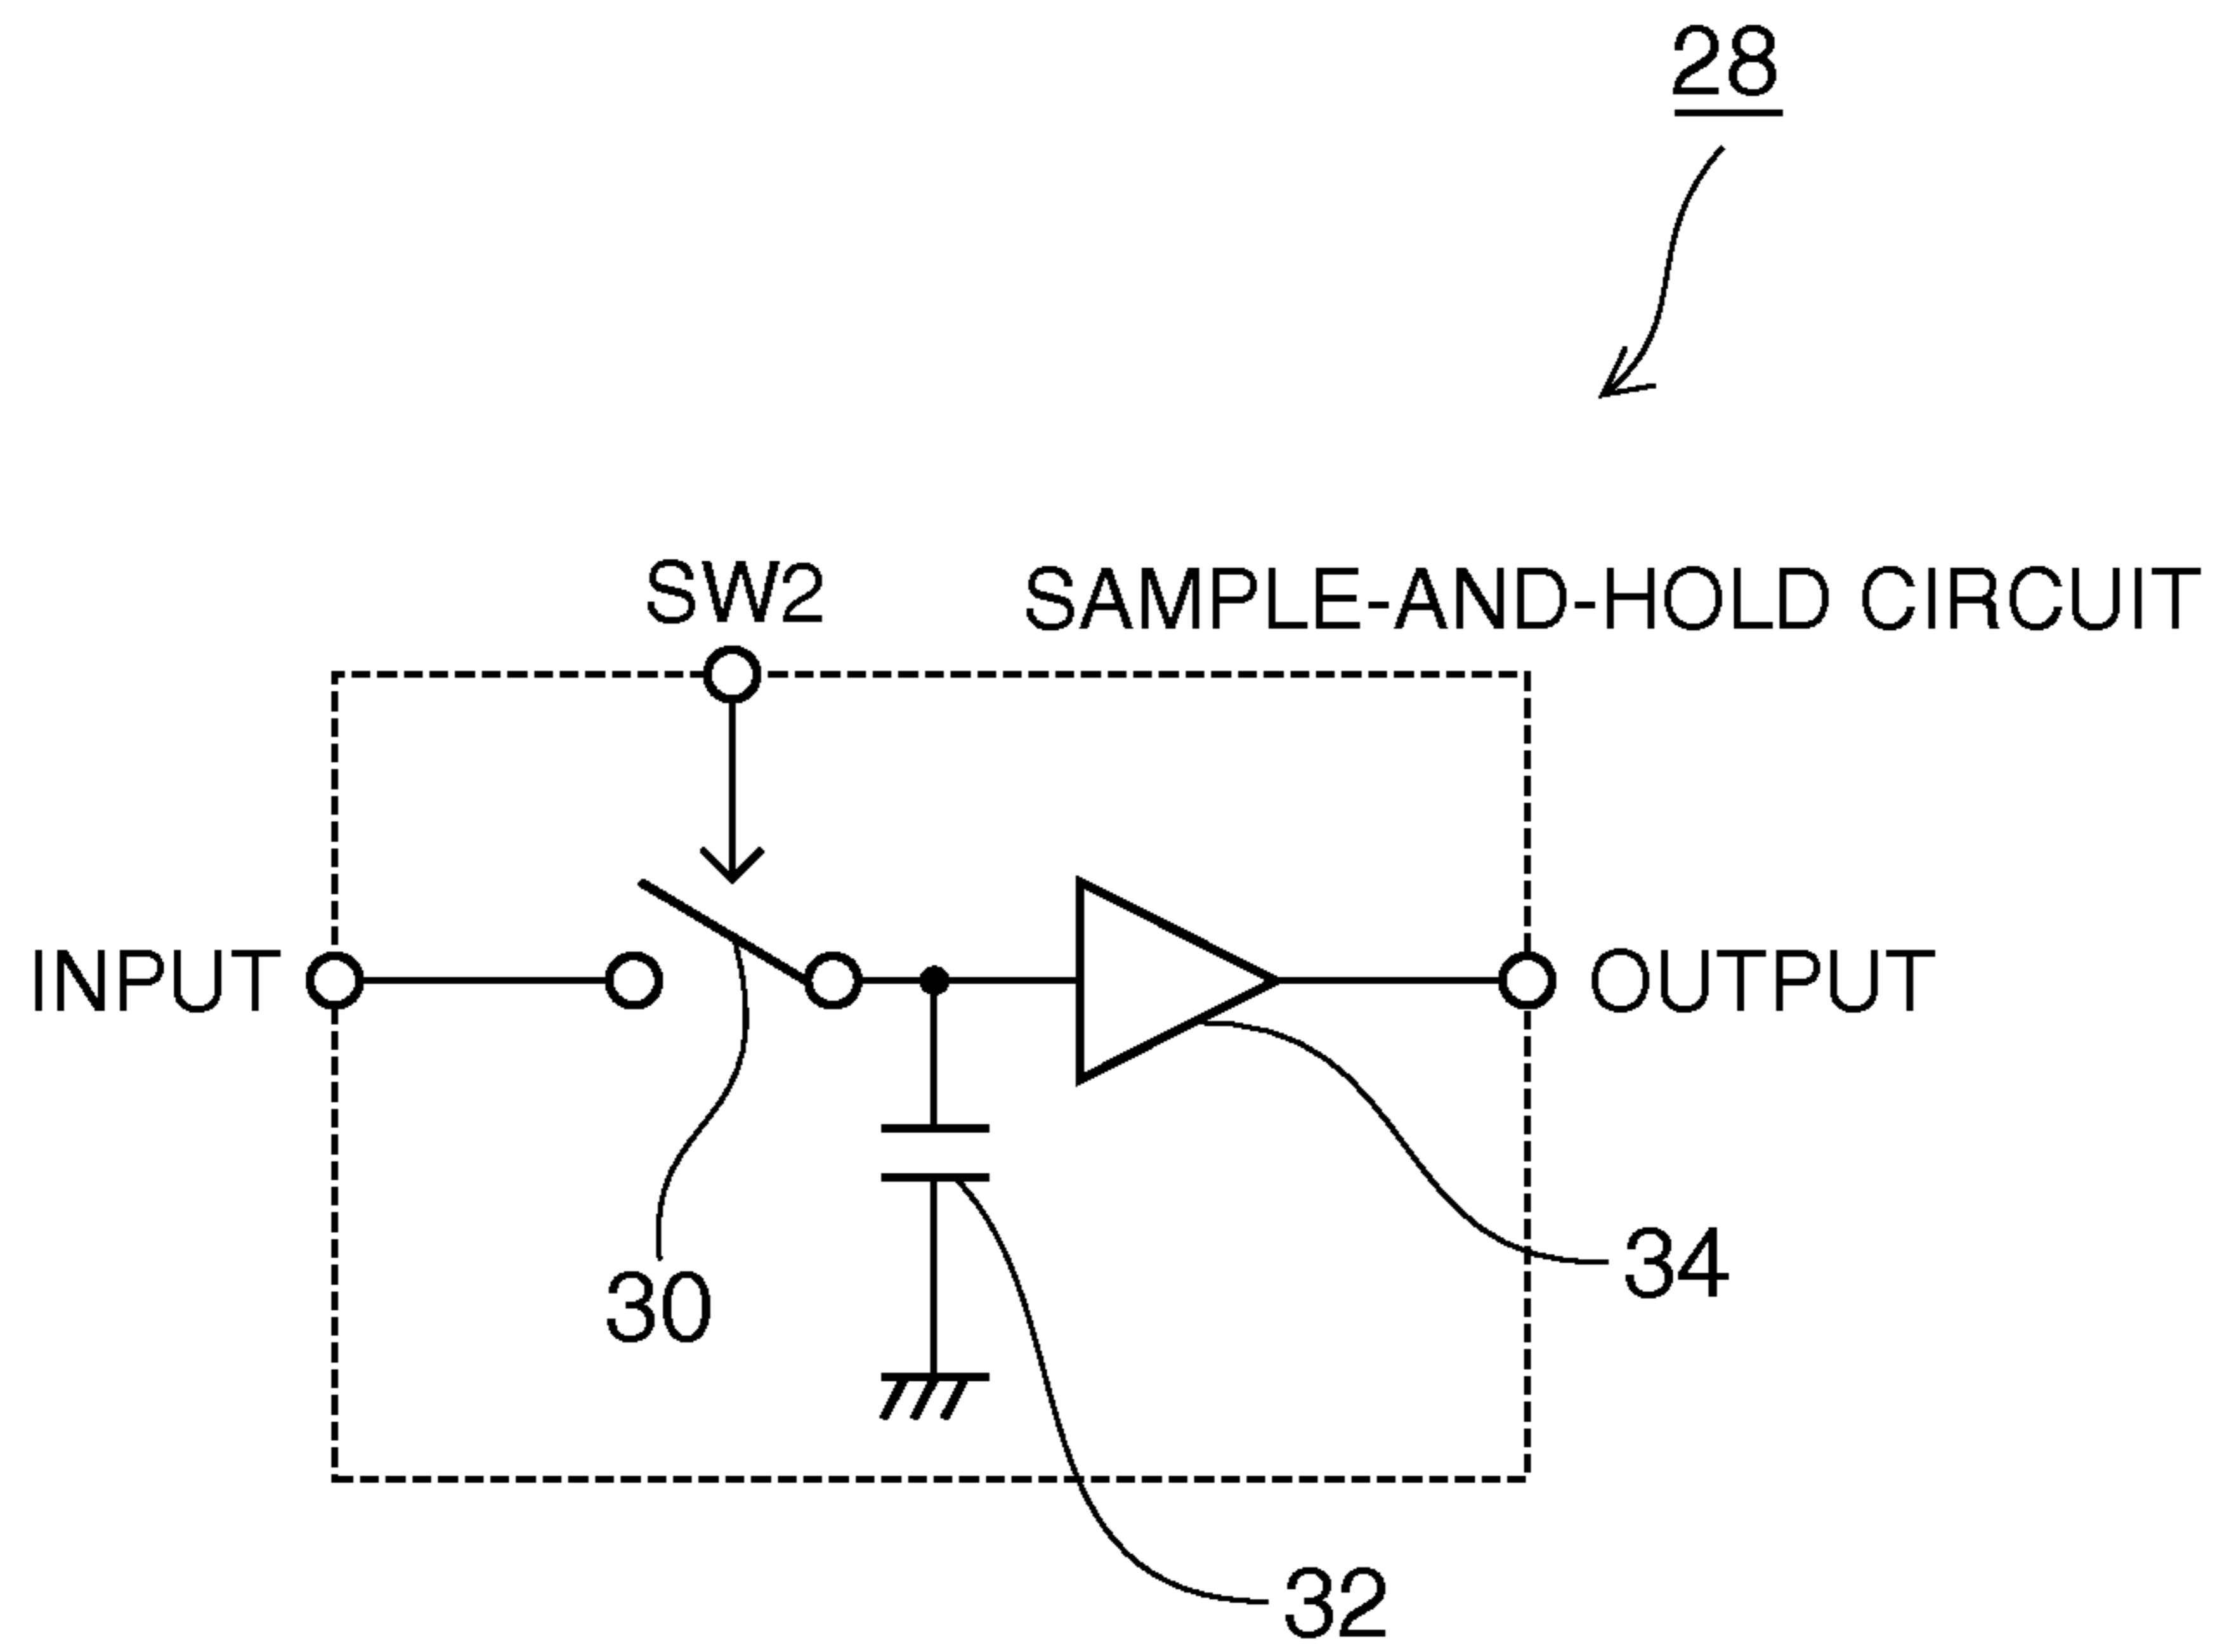 28
SW2
SAMPLE-AND-HOLD CIRCUIT
INPUT
OUTPUT
34
30
32